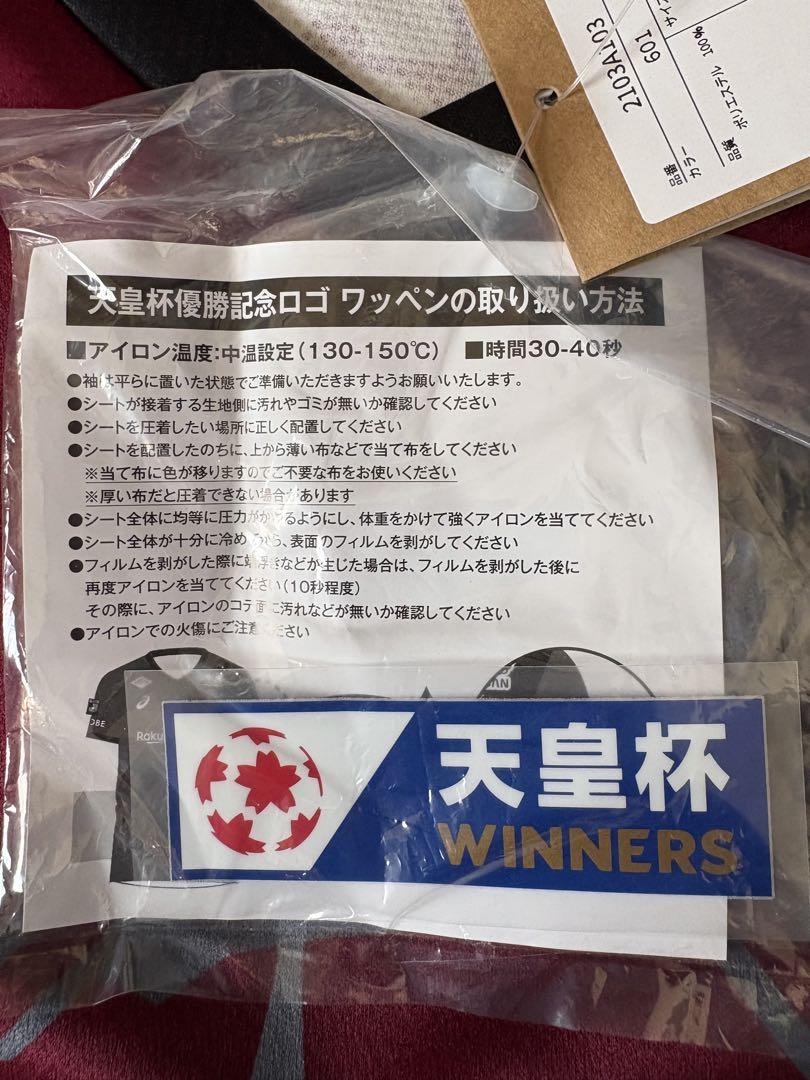 品番 2103Ai03
カラー 601
サイズ
品質 ポリエステル 100%
天皇杯優勝記念ロゴ ワッペンの取り扱い方法
■アイロン温度:中温設定(130-150℃) ■時間30-40秒
●袖は平らに置いた状態でご準備いただきますようお願いいたします。
●シートが接着する生地側に汚れやゴミが無いか確認してください
●シートを圧着したい場所に正しく配置してください
●シートを配置したのちに、上から薄い布などで当て布をしてください
※当て布に色が移りますのでご不要な布をお使いください
※厚い布だと圧着できない場合があります
●シート全体に均等に圧力がかけるようにし、体重をかけて強くアイロンを当ててください
●シート全体が十分に冷めてから、表面のフィルムを剥がしてください
●フィルムを剥がした際に端浮きなどが生じた場合は、フィルムを剥がした後に
再度アイロンを当ててください(10秒程度)
その際に、アイロンのコテ面に汚れなどが無いか確認してください
●アイロンでの火傷にご注意ください
OBE
Raku
天皇杯
WINNERS